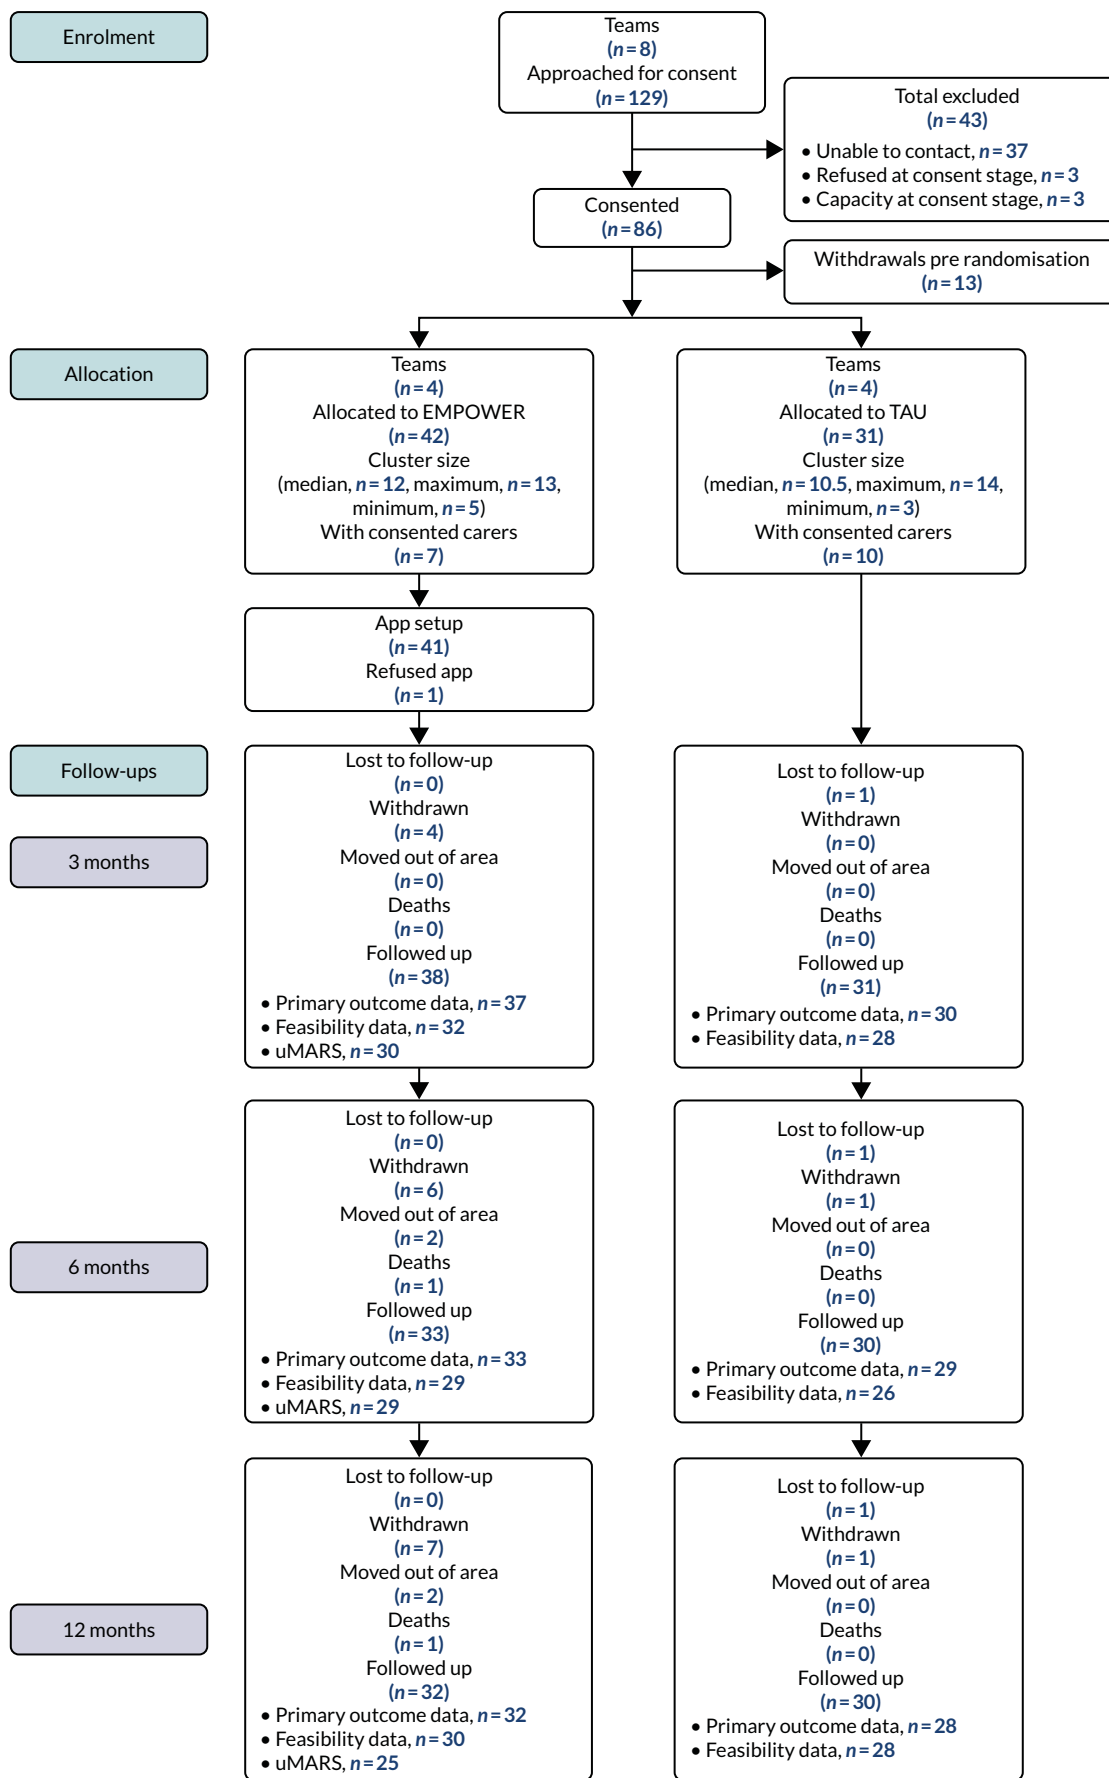 Enrolment
Teams
(n=8)
Approached for consent
(n=129)
Total excluded
(n=43)
• Unable to contact, n=37
• Refused at consent stage, n=3
• Capacity at consent stage, n=3
Consented
(n=86)
Withdrawals pre randomisation
(n=13)
Allocation
Teams
(n=4)
Allocated to EMPOWER
(n=42)
Cluster size
(median, n=12, maximum, n=13,
minimum, n=5)
With consented carers
(n=7)
Teams
(n=4)
Allocated to TAU
(n=31)
Cluster size
(median, n=10.5, maximum, n=14,
minimum, n=3)
With consented carers
(n=10)
App setup
(n=41)
Refused app
(n=1)
Follow-ups
3 months
Lost to follow-up
(n=0)
Withdrawn
(n=4)
Moved out of area
(n=0)
Deaths
(n=0)
Followed up
(n=38)
• Primary outcome data, n=37
• Feasibility data, n=32
• uMARS, n=30
Lost to follow-up
(n=1)
Withdrawn
(n=0)
Moved out of area
(n=0)
Deaths
(n=0)
Followed up
(n=31)
• Primary outcome data, n=30
• Feasibility data, n=28
6 months
Lost to follow-up
(n=0)
Withdrawn
(n=6)
Moved out of area
(n=2)
Deaths
(n=1)
Followed up
(n=33)
• Primary outcome data, n=33
• Feasibility data, n=29
• uMARS, n=29
Lost to follow-up
(n=1)
Withdrawn
(n=1)
Moved out of area
(n=0)
Deaths
(n=0)
Followed up
(n=30)
• Primary outcome data, n=29
• Feasibility data, n=26
12 months
Lost to follow-up
(n=0)
Withdrawn
(n=7)
Moved out of area
(n=2)
Deaths
(n=1)
Followed up
(n=32)
• Primary outcome data, n=32
• Feasibility data, n=30
• uMARS, n=25
Lost to follow-up
(n=1)
Withdrawn
(n=1)
Moved out of area
(n=0)
Deaths
(n=0)
Followed up
(n=30)
• Primary outcome data, n=28
• Feasibility data, n=28